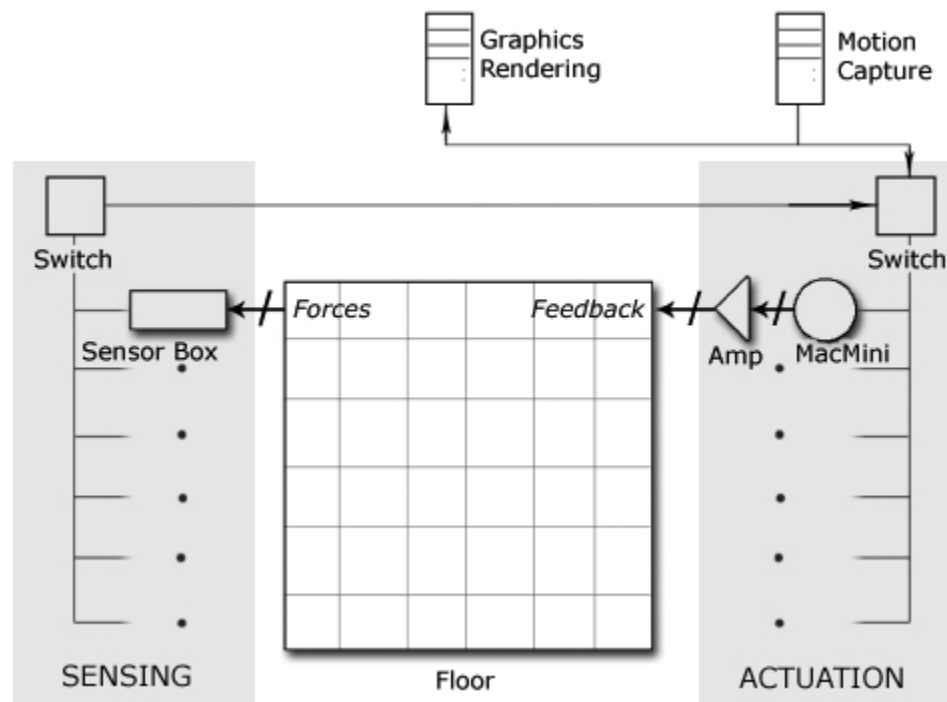 Graphics
Rendering
Motion
Capture
Switch
Switch
Forces
Feedback
Sensor Box
Amp
MacMini
SENSING
Floor
ACTUATION